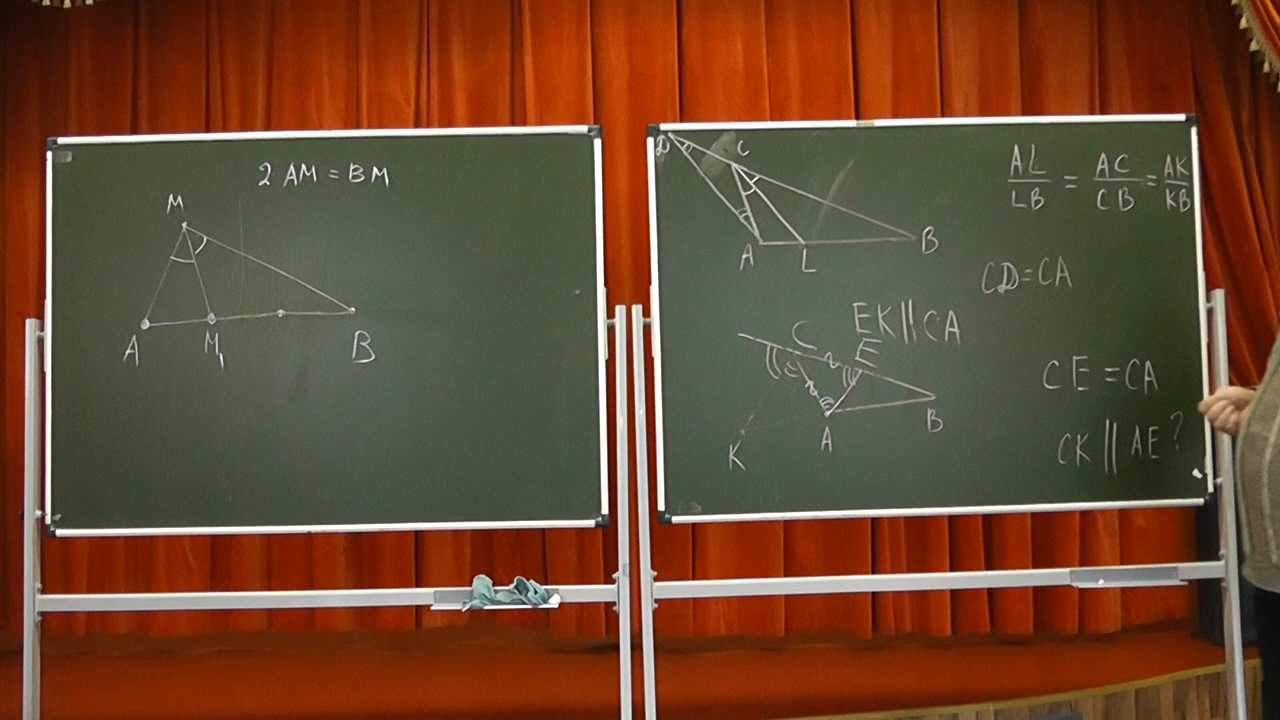 2 AM = BM
M
A M₁ B
D C
A L B
AL/LB = AC/CB = AK/KB
CD = CA
EK || CA
C E
A B
K
CE = CA
CK || AE ?